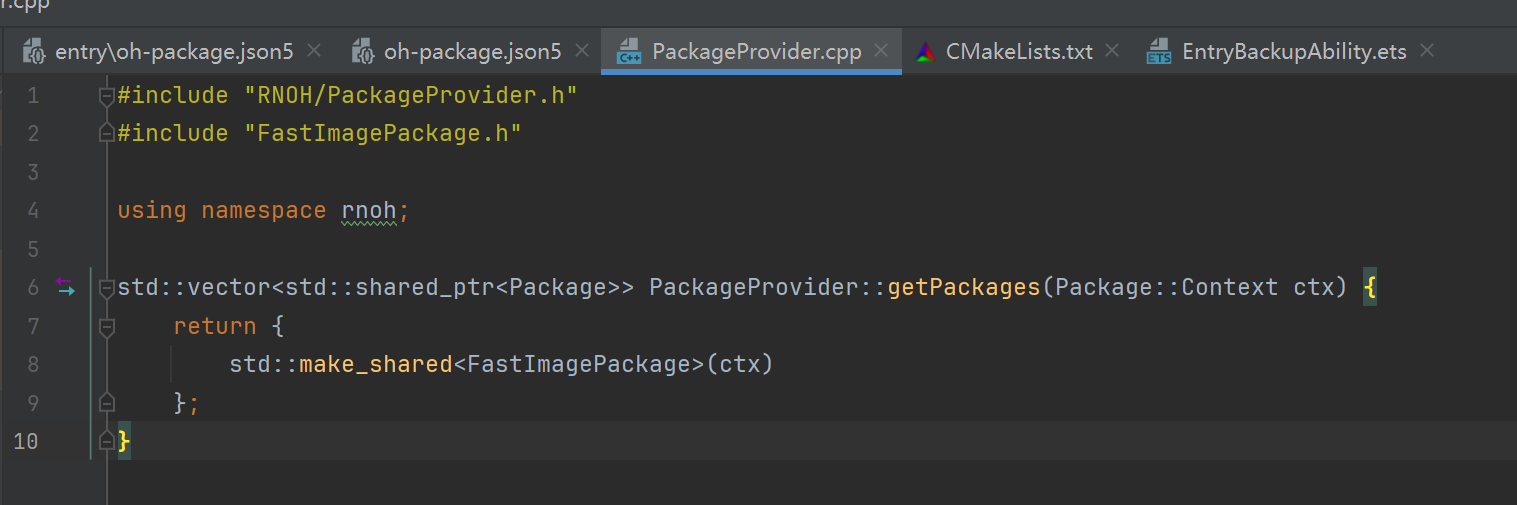 r.cpp
entry\oh-package.json5 oh-package.json5 PackageProvider.cpp CMakeLists.txt EntryBackupAbility.ets
1 #include "RNOH/PackageProvider.h"
2 #include "FastImagePackage.h"
3
4 using namespace rnoh;
5
6 std::vector<std::shared_ptr<Package>> PackageProvider::getPackages(Package::Context ctx) {
7     return {
8         std::make_shared<FastImagePackage>(ctx)
9     };
10 }